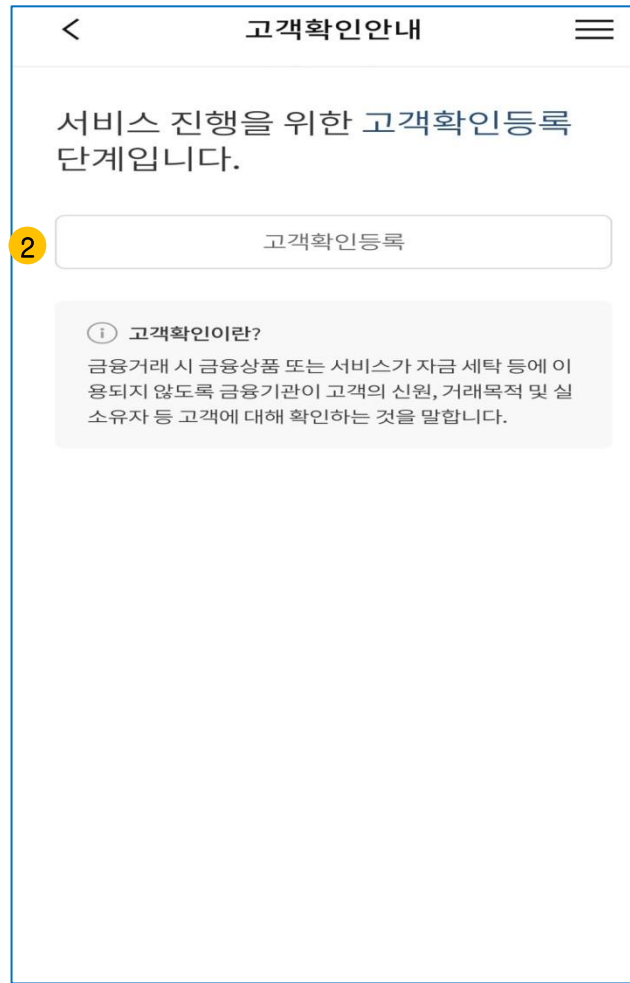 고객확인안내
서비스 진행을 위한 고객확인등록
단계입니다.
2
고객확인등록
i 고객확인이란?
금융거래 시 금융상품 또는 서비스가 자금 세탁 등에 이
용되지 않도록 금융기관이 고객의 신원, 거래목적 및 실
소유자 등 고객에 대해 확인하는 것을 말합니다.